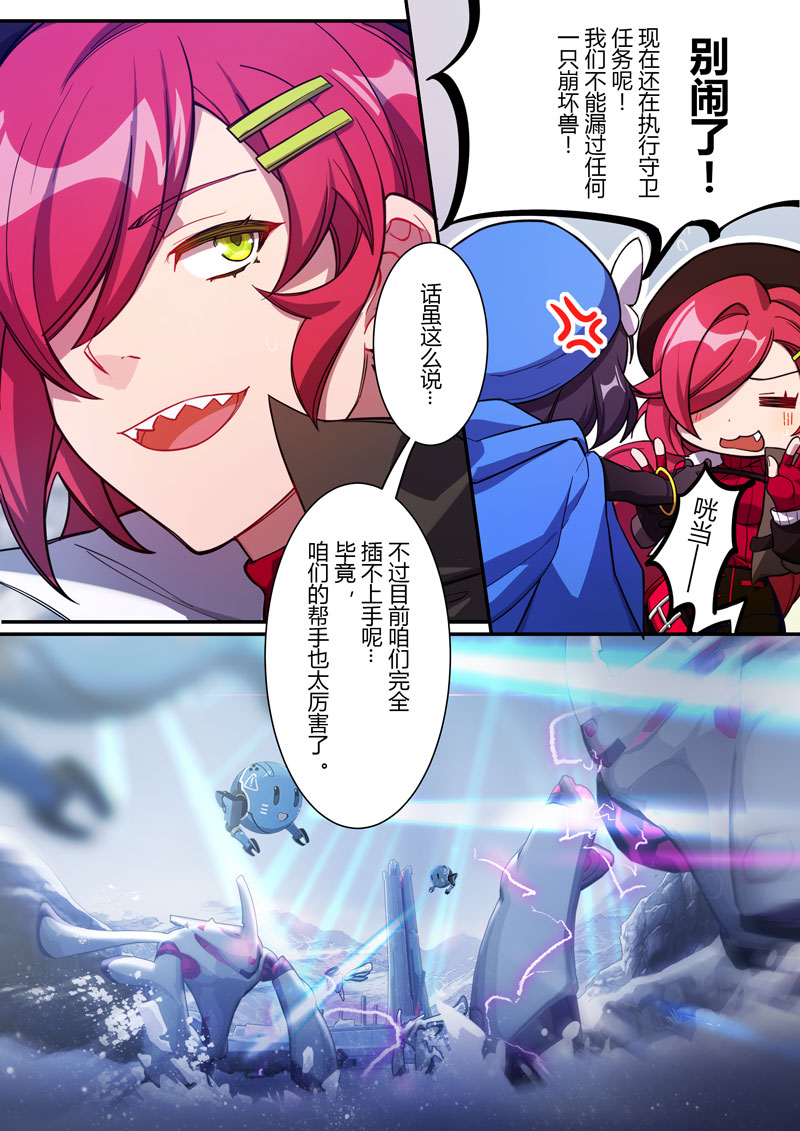 别闹了！
现在还在执行守卫
任务呢！
我们不能漏过任何
一只崩坏兽！
咣当——
话虽这么说…
不过目前咱们完全
插不上手呢…
毕竟，
咱们的帮手也太厉害了。